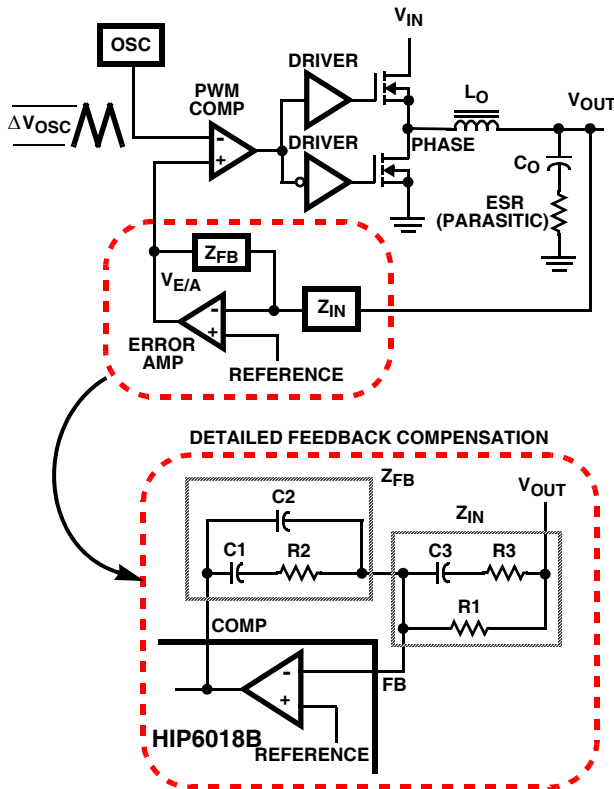 OSC
VIN
DRIVER
PWM
COMP
LO
VOUT
ΔVOSC
-
+
DRIVER
PHASE
CO
ESR
(PARASITIC)
ZFB
VE/A
-
+
ZIN
ERROR
AMP
REFERENCE
DETAILED FEEDBACK COMPENSATION
ZFB
VOUT
C2
ZIN
C1
R2
C3
R3
R1
COMP
-
+
FB
HIP6018B
REFERENCE